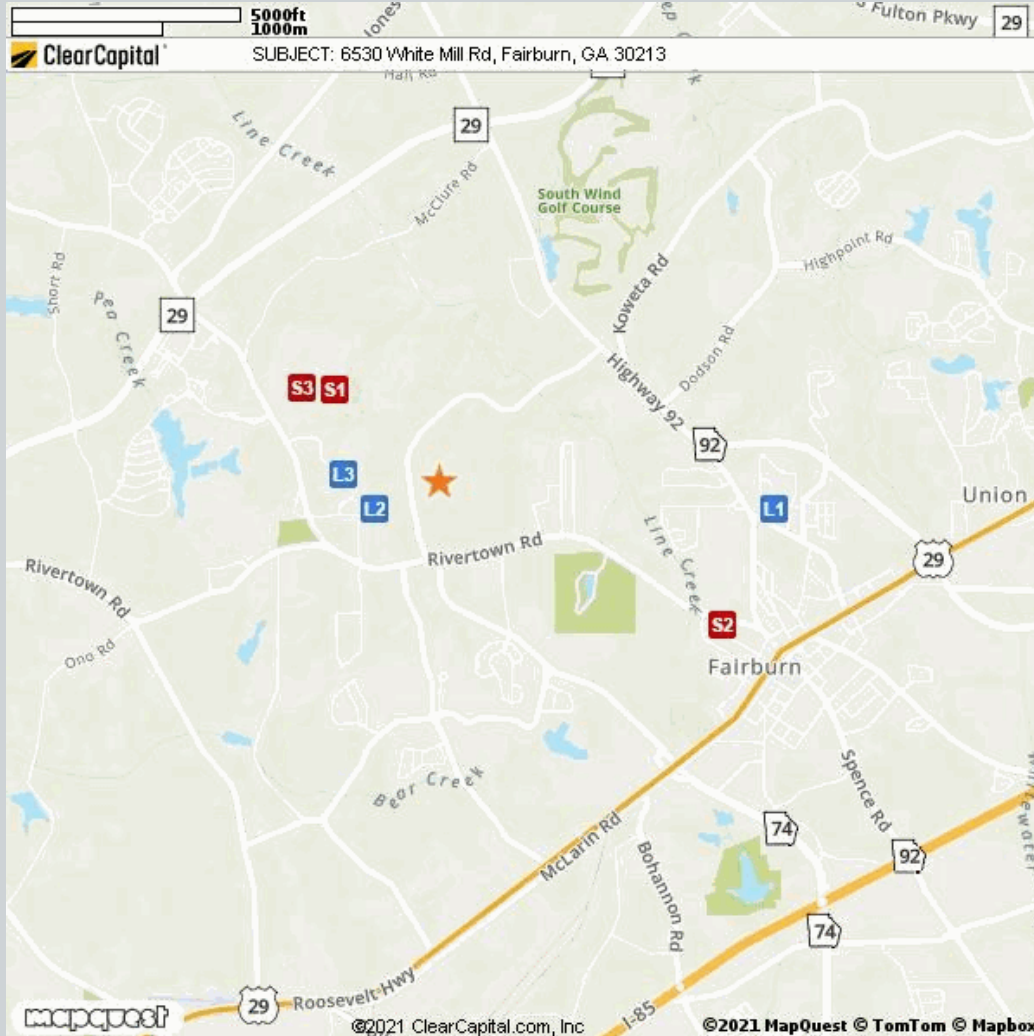 5000ft
1000m
Fulton Pkwy
29
ClearCapital
SUBJECT: 6530 White Mill Rd, Fairburn, GA 30213
Line Creek
29
McClure Rd
South Wind
Golf Course
Short Rd
Pea Creek
29
Koweta Rd
Highpoint Rd
Dodson Rd
Highway 92
S3
S1
92
L3
L2
L1
Union
Line Creek
Rivertown Rd
29
Rivertown Rd
S2
Fairburn
Ono Rd
Bear Creek
Spence Rd
74
McLarin Rd
Bohannon Rd
92
74
29
Roosevelt Hwy
I-85
mapquest
©2021 ClearCapital.com, Inc
©2021 MapQuest © TomTom © Mapbo